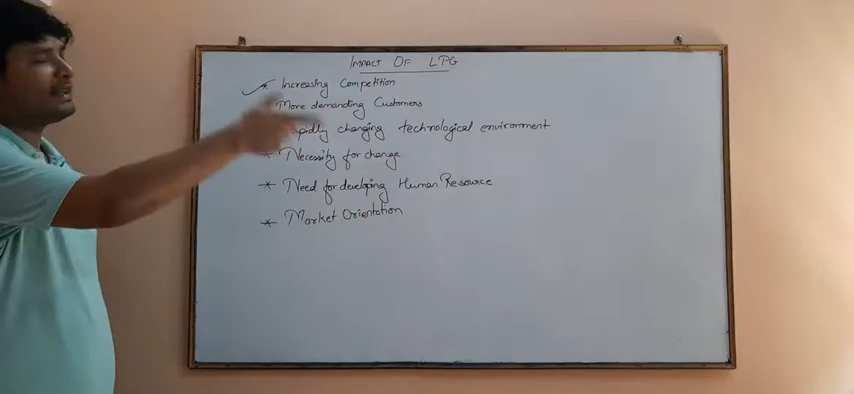 IMPACT OF LPG
* Increasing Competition
More demanding Customers
changing technological environment
* Necessity for change
* Need for developing Human Resource
* Market Orientation